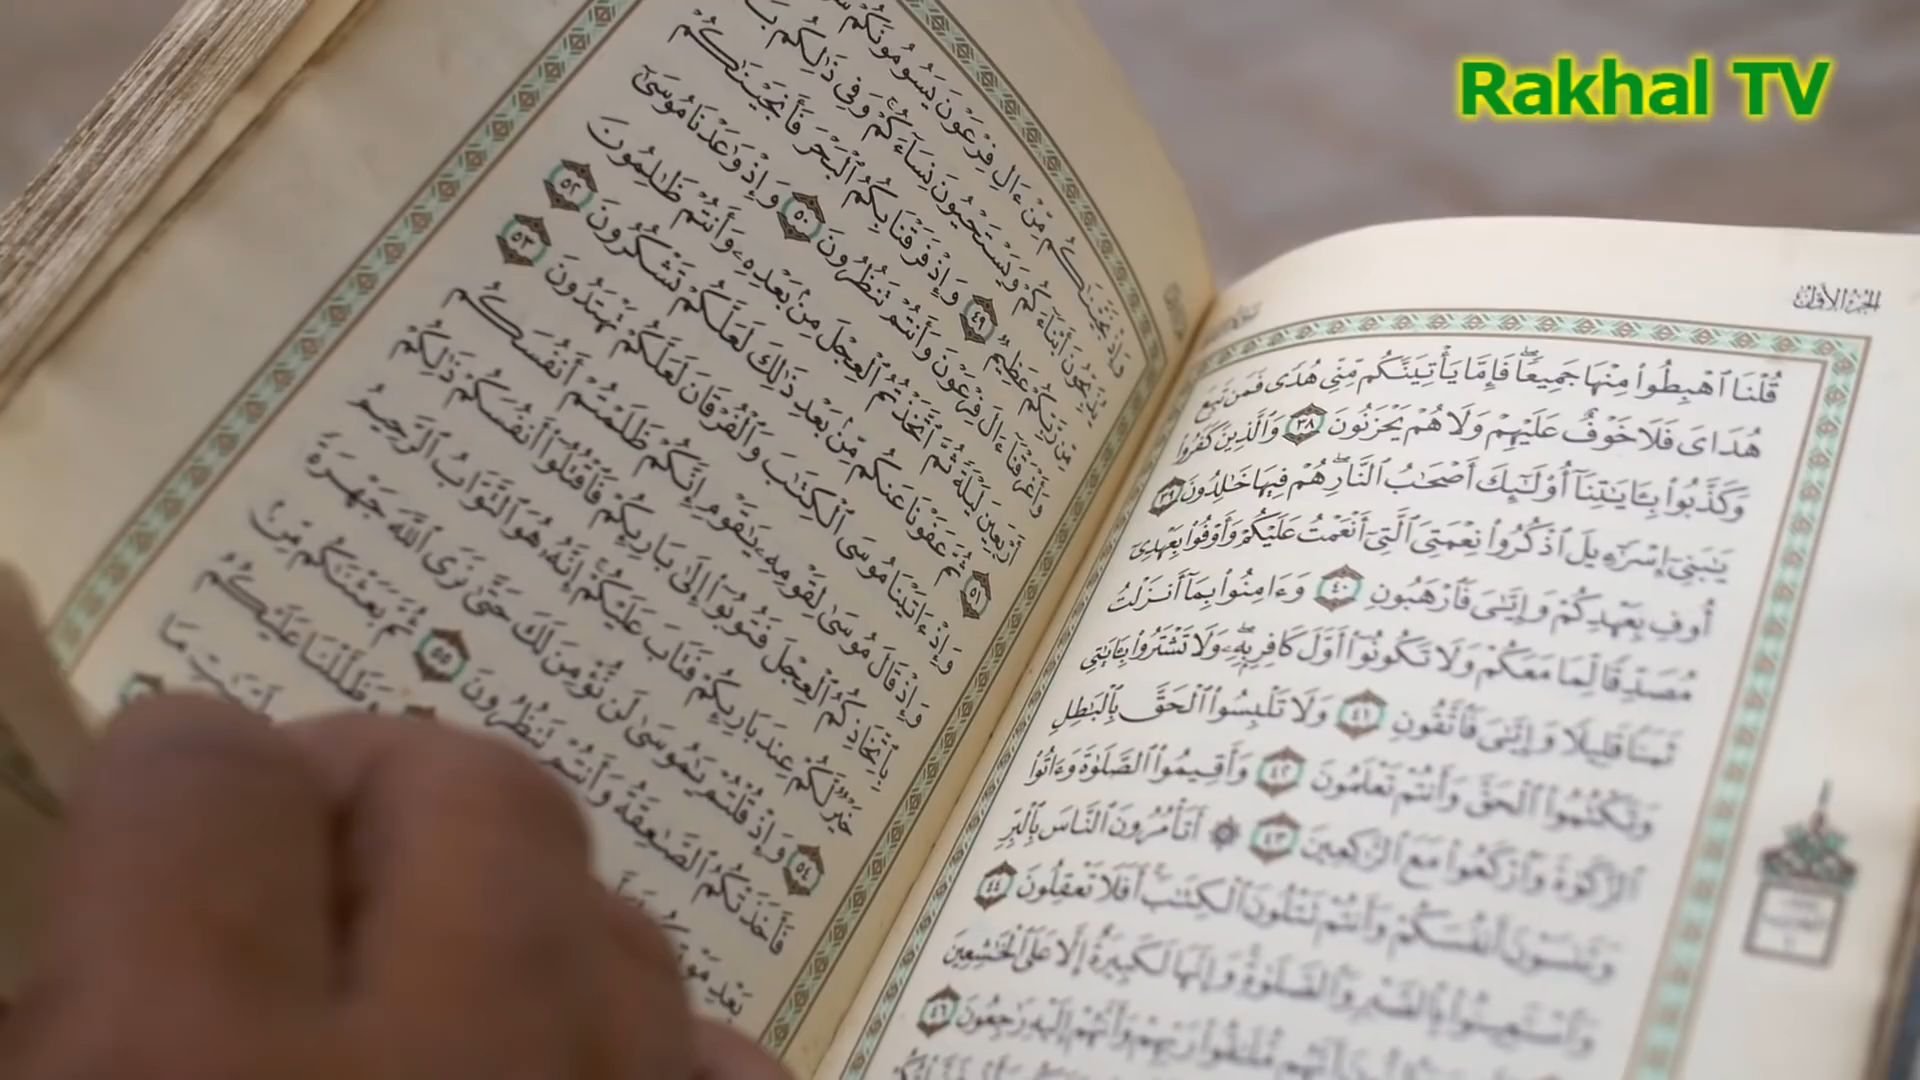 Rakhal TV
الجزء الأول
قُلْنَا ٱهْبِطُوا۟ مِنْهَا جَمِيعًۭا ۖ فَإِمَّا يَأْتِيَنَّكُم مِّنِّى هُدًۭى فَمَن تَبِعَ
هُدَاىَ فَلَا خَوْفٌ عَلَيْهِمْ وَلَا هُمْ يَحْزَنُونَ ٣٨ وَٱلَّذِينَ كَفَرُوا۟
وَكَذَّبُوا۟ بِـَٔايَـٰتِنَآ أُو۟لَـٰٓئِكَ أَصْحَـٰبُ ٱلنَّارِ ۖ هُمْ فِيهَا خَـٰلِدُونَ ٣٩
يَـٰبَنِىٓ إِسْرَٰٓءِيلَ ٱذْكُرُوا۟ نِعْمَتِىَ ٱلَّتِىٓ أَنْعَمْتُ عَلَيْكُمْ وَأَوْفُوا۟ بِعَهْدِىٓ
أُوفِ بِعَهْدِكُمْ وَإِيَّـٰىَ فَٱرْهَبُونِ ٤٠ وَءَامِنُوا۟ بِمَآ أَنزَلْتُ
مُصَدِّقًۭا لِّمَا مَعَكُمْ وَلَا تَكُونُوٓا۟ أَوَّلَ كَافِرٍۭ بِهِۦ ۖ وَلَا تَشْتَرُوا۟ بِـَٔايَـٰتِى
ثَمَنًۭا قَلِيلًۭا وَإِيَّـٰىَ فَٱتَّقُونِ ٤١ وَلَا تَلْبِسُوا۟ ٱلْحَقَّ بِٱلْبَـٰطِلِ
وَتَكْتُمُوا۟ ٱلْحَقَّ وَأَنتُمْ تَعْلَمُونَ ٤٢ وَأَقِيمُوا۟ ٱلصَّلَوٰةَ وَءَاتُوا۟
ٱلزَّكَوٰةَ وَٱرْكَعُوا۟ مَعَ ٱلرَّٰكِعِينَ ٤٣ ۞ أَتَأْمُرُونَ ٱلنَّاسَ بِٱلْبِرِّ
وَتَنسَوْنَ أَنفُسَكُمْ وَأَنتُمْ تَتْلُونَ ٱلْكِتَـٰبَ ۚ أَفَلَا تَعْقِلُونَ ٤٤
وَٱسْتَعِينُوا۟ بِٱلصَّبْرِ وَٱلصَّلَوٰةِ ۚ وَإِنَّهَا لَكَبِيرَةٌ إِلَّا عَلَى ٱلْخَـٰشِعِينَ
مُّلَـٰقُوا۟ رَبِّهِمْ وَأَنَّهُمْ إِلَيْهِ رَٰجِعُونَ ٤٦
مِّنْ ءَالِ فِرْعَوْنَ يَسُومُونَكُمْ
أَبْنَآءَكُمْ وَيَسْتَحْيُونَ نِسَآءَكُمْ ۚ وَفِى ذَٰلِكُم
مِّن رَّبِّكُمْ عَظِيمٌۭ ٤٩ وَإِذْ فَرَقْنَا بِكُمُ ٱلْبَحْرَ فَأَنجَيْنَـٰكُمْ
وَأَغْرَقْنَآ ءَالَ فِرْعَوْنَ وَأَنتُمْ تَنظُرُونَ ٥٠ وَإِذْ وَٰعَدْنَا مُوسَىٰٓ
أَرْبَعِينَ لَيْلَةًۭ ثُمَّ ٱتَّخَذْتُمُ ٱلْعِجْلَ مِنۢ بَعْدِهِۦ وَأَنتُمْ ظَـٰلِمُونَ
٥١ ثُمَّ عَفَوْنَا عَنكُم مِّنۢ بَعْدِ ذَٰلِكَ لَعَلَّكُمْ تَشْكُرُونَ ٥٢
وَإِذْ ءَاتَيْنَا مُوسَى ٱلْكِتَـٰبَ وَٱلْفُرْقَانَ لَعَلَّكُمْ تَهْتَدُونَ ٥٣
وَإِذْ قَالَ مُوسَىٰ لِقَوْمِهِۦ يَـٰقَوْمِ إِنَّكُمْ ظَلَمْتُمْ أَنفُسَكُم
بِٱتِّخَاذِكُمُ ٱلْعِجْلَ فَتُوبُوٓا۟ إِلَىٰ بَارِئِكُمْ فَٱقْتُلُوٓا۟ أَنفُسَكُمْ ذَٰلِكُمْ
خَيْرٌۭ لَّكُمْ عِندَ بَارِئِكُمْ فَتَابَ عَلَيْكُمْ ۚ إِنَّهُۥ هُوَ ٱلتَّوَّابُ ٱلرَّحِيمُ
٥٤ وَإِذْ قُلْتُمْ يَـٰمُوسَىٰ لَن نُّؤْمِنَ لَكَ حَتَّىٰ نَرَى ٱللَّهَ جَهْرَةًۭ
فَأَخَذَتْكُمُ ٱلصَّـٰعِقَةُ وَأَنتُمْ تَنظُرُونَ ٥٥ ثُمَّ بَعَثْنَـٰكُم مِّنۢ
بَعْدِ وَظَلَّلْنَا عَلَيْكُمُ